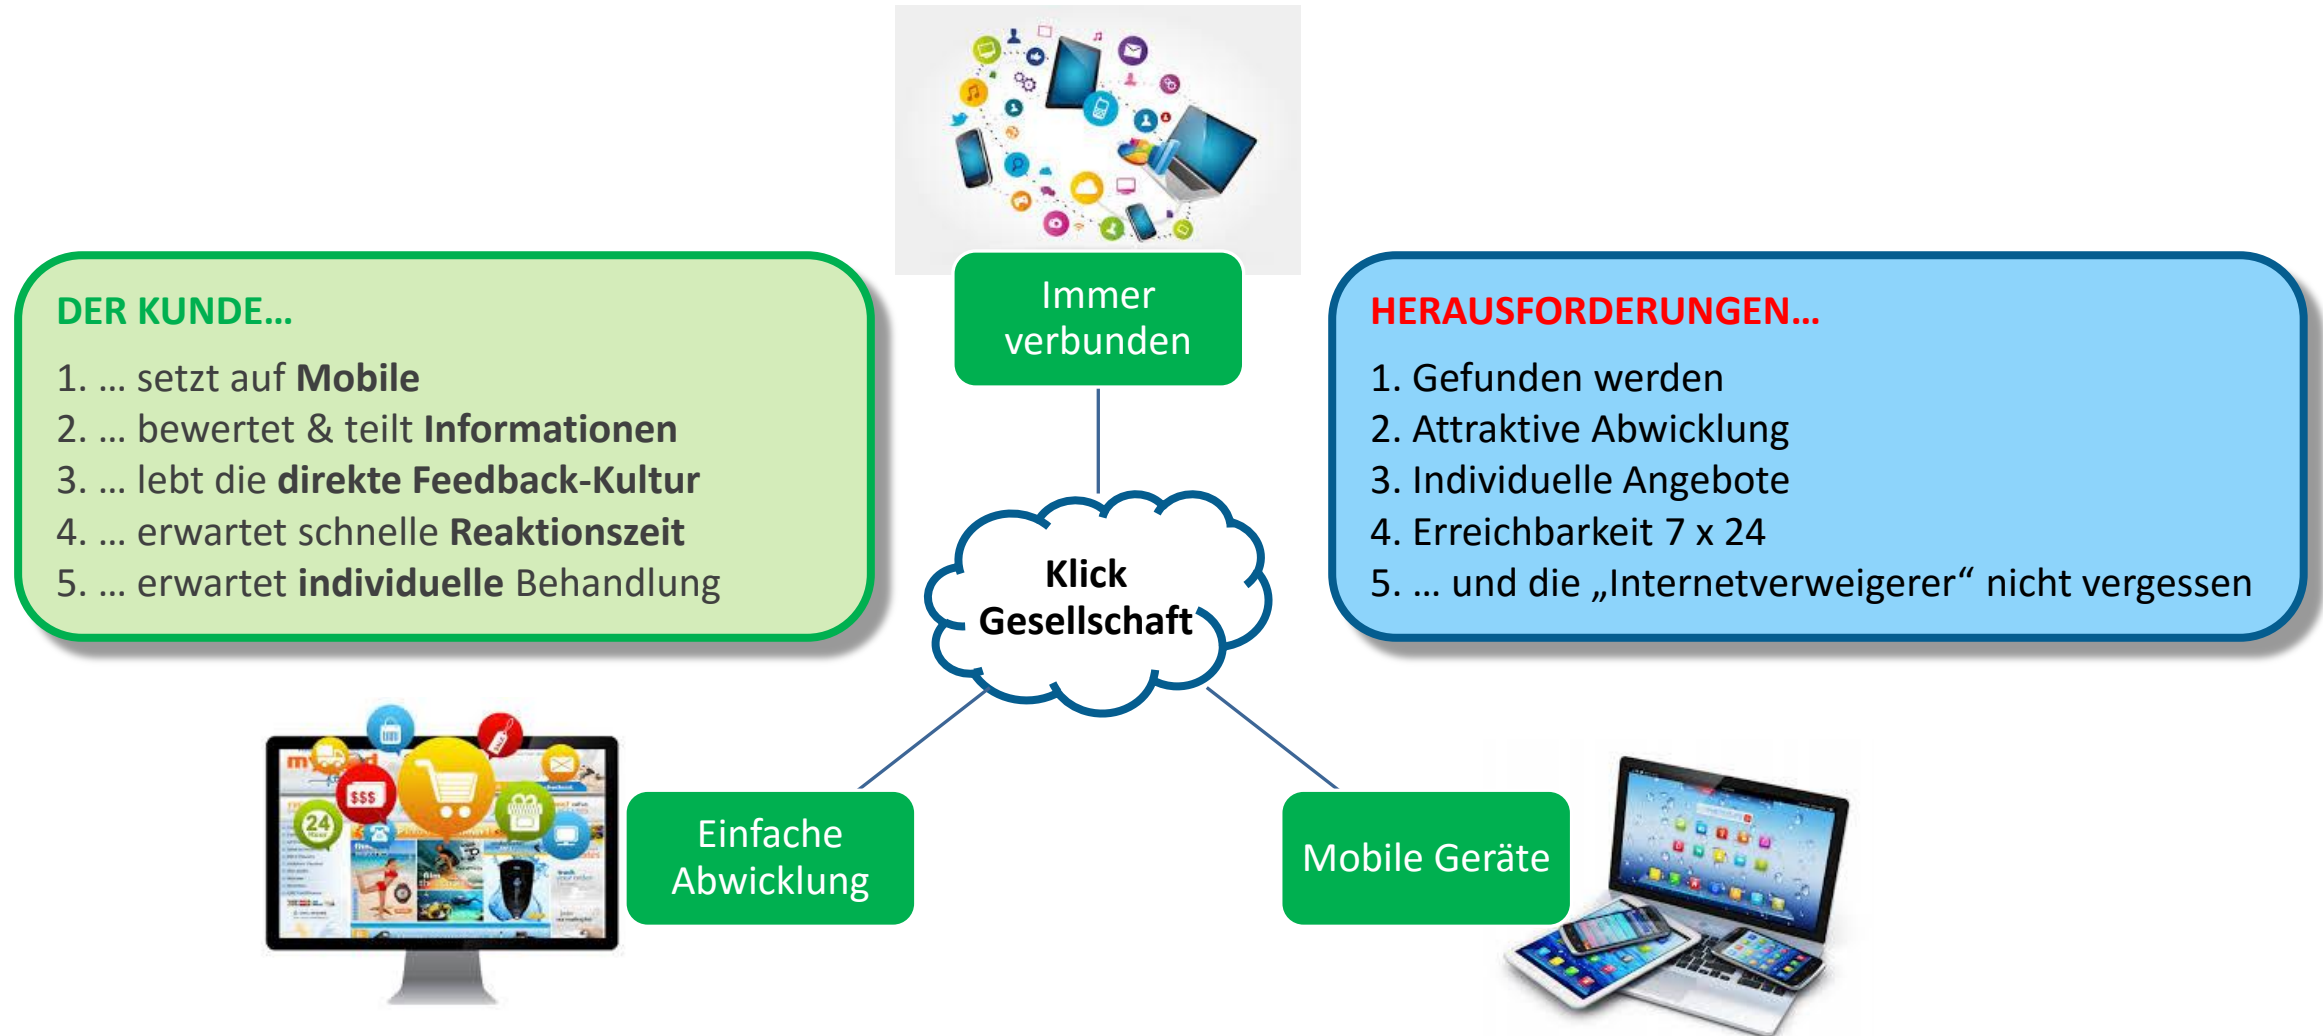 Immer
verbunden
DER KUNDE...
1. ... setzt auf Mobile
2. ... bewertet & teilt Informationen
3. ... lebt die direkte Feedback-Kultur
4. ... erwartet schnelle Reaktionszeit
5. ... erwartet individuelle Behandlung
HERAUSFORDERUNGEN...
1. Gefunden werden
2. Attraktive Abwicklung
3. Individuelle Angebote
4. Erreichbarkeit 7 x 24
5. ... und die „Internetverweigerer“ nicht vergessen
Klick
Gesellschaft
SALE
$$$
24
Einfache
Abwicklung
Mobile Geräte